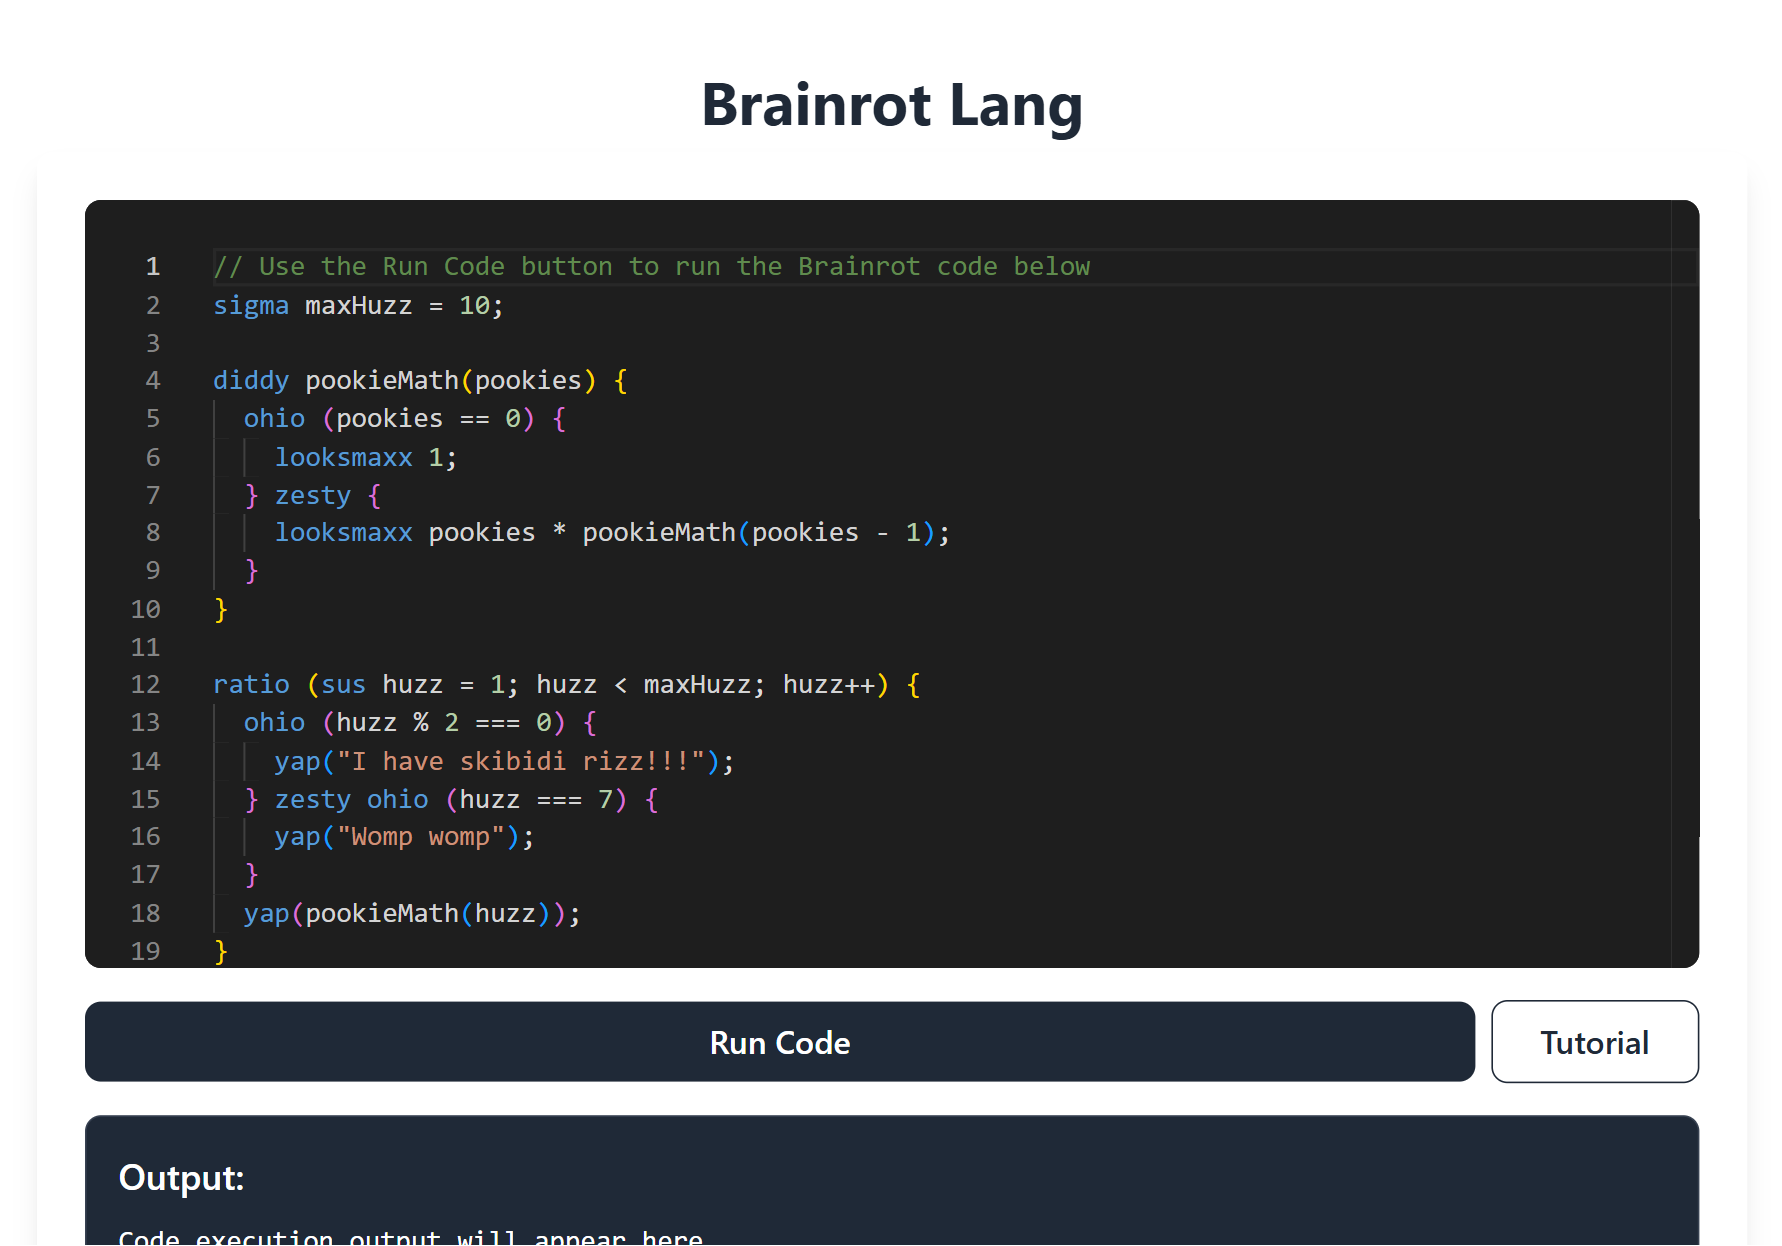 Brainrot Lang
1 // Use the Run Code button to run the Brainrot code below
2 sigma maxHuzz = 10;
3
4 diddy pookieMath(pookies) {
5   ohio (pookies == 0) {
6     looksmaxx 1;
7   } zesty {
8     looksmaxx pookies * pookieMath(pookies - 1);
9   }
10 }
11
12 ratio (sus huzz = 1; huzz < maxHuzz; huzz++) {
13   ohio (huzz % 2 === 0) {
14     yap("I have skibidi rizz!!!");
15   } zesty ohio (huzz === 7) {
16     yap("Womp womp");
17   }
18   yap(pookieMath(huzz));
19 }
Run Code
Tutorial
Output:
Code execution output will appear here